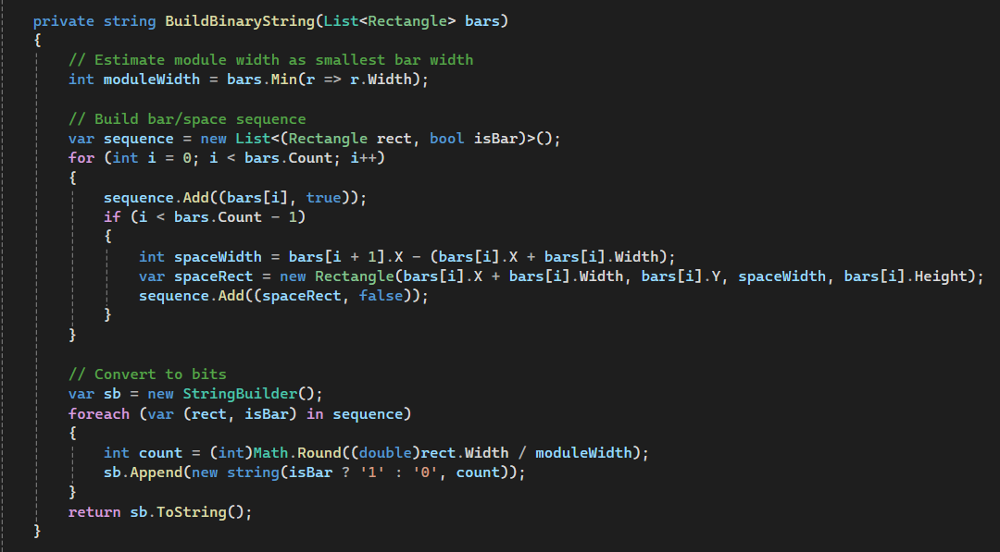 private string BuildBinaryString(List<Rectangle> bars)
{
    // Estimate module width as smallest bar width
    int moduleWidth = bars.Min(r => r.Width);

    // Build bar/space sequence
    var sequence = new List<(Rectangle rect, bool isBar)>();
    for (int i = 0; i < bars.Count; i++)
    {
        sequence.Add((bars[i], true));
        if (i < bars.Count - 1)
        {
            int spaceWidth = bars[i + 1].X - (bars[i].X + bars[i].Width);
            var spaceRect = new Rectangle(bars[i].X + bars[i].Width, bars[i].Y, spaceWidth, bars[i].Height);
            sequence.Add((spaceRect, false));
        }
    }

    // Convert to bits
    var sb = new StringBuilder();
    foreach (var (rect, isBar) in sequence)
    {
        int count = (int)Math.Round((double)rect.Width / moduleWidth);
        sb.Append(new string(isBar ? '1' : '0', count));
    }
    return sb.ToString();
}